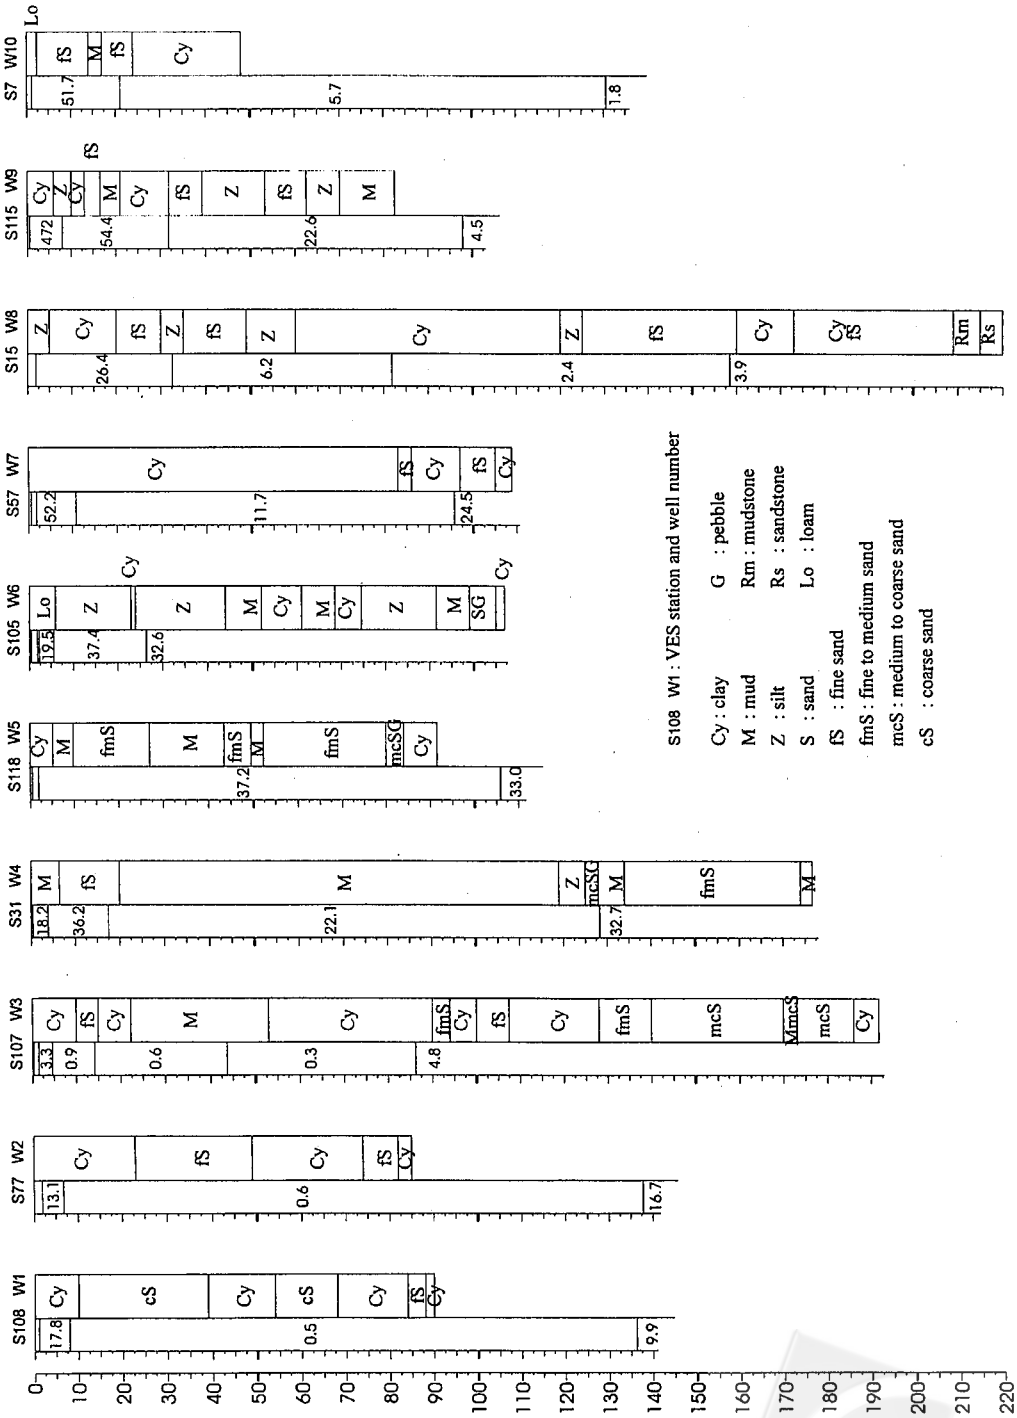 S108 W1
17.8
0.5
9.9
Cy
cS
Cy
cS
Cy
fS
Cy
S77 W2
13.1
0.6
16.7
Cy
fS
Cy
fS
Cy
S107 W3
3.3
0.9
0.6
0.3
4.8
Cy
fS
Cy
M
Cy
fmS
Cy
fS
Cy
fmS
mcS
MmcS
mcS
Cy
S31 W4
18.2
36.2
22.1
32.7
M
fS
M
Z
mcSG
M
fmS
M
S118 W5
37.2
33.0
Cy
M
fmS
M
fmS
M
fmS
mcSG
Cy
S105 W6
19.5
37.4
32.6
Lo
Z
Cy
Z
M
Cy
M
Cy
Z
M
SG
Cy
S57 W7
52.2
11.7
24.5
Cy
fS
Cy
fS
Cy
S15 W8
26.4
6.2
2.4
3.9
Z
Cy
fS
Z
fS
Z
Cy
Z
fS
Cy
Cy
fS
Rm
Rs
S115 W9
472
54.4
22.6
4.5
Cy
Z
Cy
fS
M
Cy
fS
Z
fS
Z
M
S7 W10
51.7
5.7
1.8
Lo
fS
M
fS
Cy
0
10
20
30
40
50
60
70
80
90
100
110
120
130
140
150
160
170
180
190
200
210
220
S108 W1 : VES station and well number
Cy : clay G : pebble
M : mud Rm : mudstone
Z : silt Rs : sandstone
S : sand Lo : loam
fS : fine sand
fmS : fine to medium sand
mcS : medium to coarse sand
cS : coarse sand